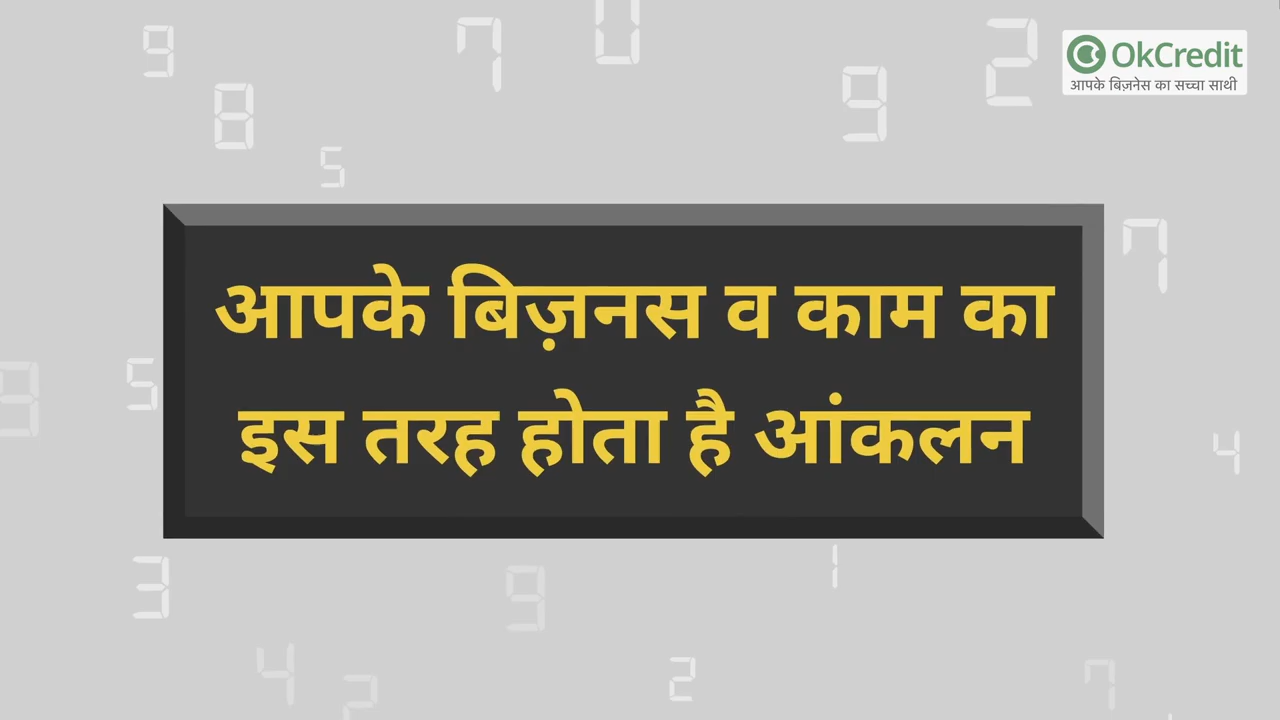 OkCredit
आपके बिज़नेस का सच्चा साथी
आपके बिज़नस व काम का
इस तरह होता है आंकलन